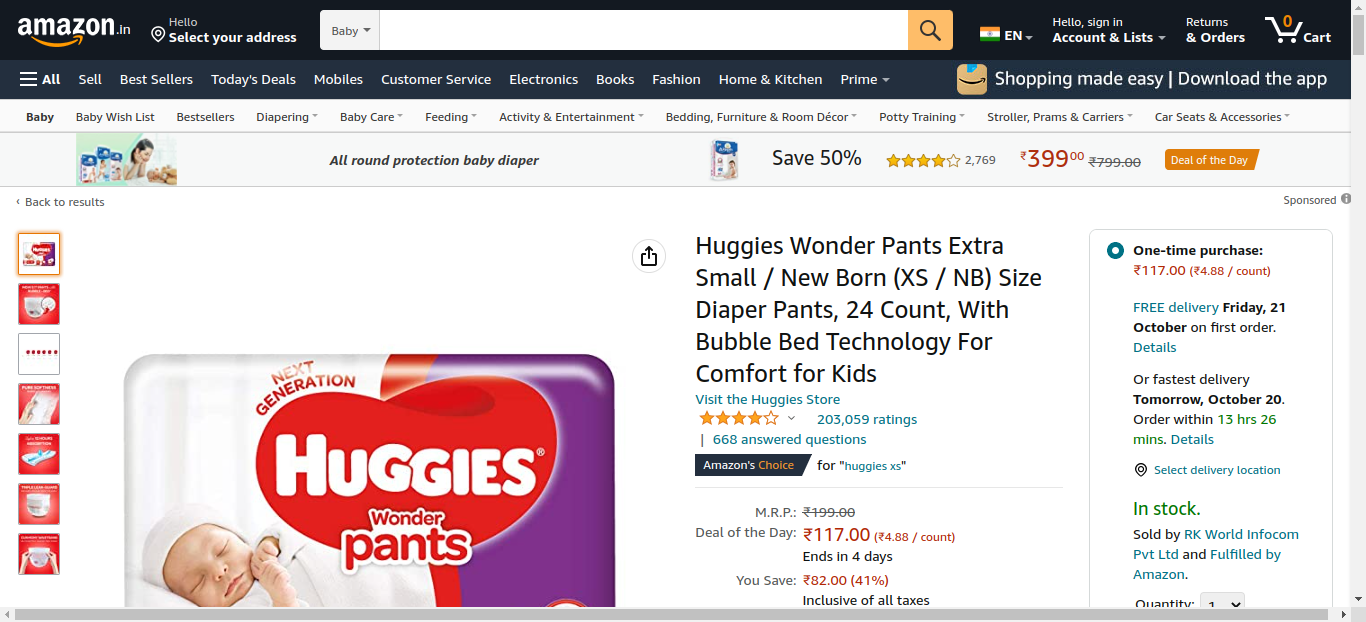 amazon.in
Hello
Select your address
Baby
EN
Hello, sign in
Account & Lists
Returns
& Orders
0
Cart
All
Sell
Best Sellers
Today's Deals
Mobiles
Customer Service
Electronics
Books
Fashion
Home & Kitchen
Prime
Shopping made easy | Download the app
Baby
Baby Wish List
Bestsellers
Diapering
Baby Care
Feeding
Activity & Entertainment
Bedding, Furniture & Room Décor
Potty Training
Stroller, Prams & Carriers
Car Seats & Accessories
All round protection baby diaper
Save 50%
2,769
₹39900
₹799.00
Deal of the Day
‹ Back to results
Sponsored
NEXT
GENERATION
HUGGIES®
Wonder
pants
Huggies Wonder Pants Extra
Small / New Born (XS / NB) Size
Diaper Pants, 24 Count, With
Bubble Bed Technology For
Comfort for Kids
Visit the Huggies Store
203,059 ratings
| 668 answered questions
Amazon's Choice for "huggies xs"
M.R.P.: ₹199.00
Deal of the Day: ₹117.00 (₹4.88 / count)
Ends in 4 days
You Save: ₹82.00 (41%)
Inclusive of all taxes
One-time purchase:
₹117.00 (₹4.88 / count)
FREE delivery Friday, 21
October on first order.
Details
Or fastest delivery
Tomorrow, October 20.
Order within 13 hrs 26
mins. Details
Select delivery location
In stock.
Sold by RK World Infocom
Pvt Ltd and Fulfilled by
Amazon.
Quantity: 1